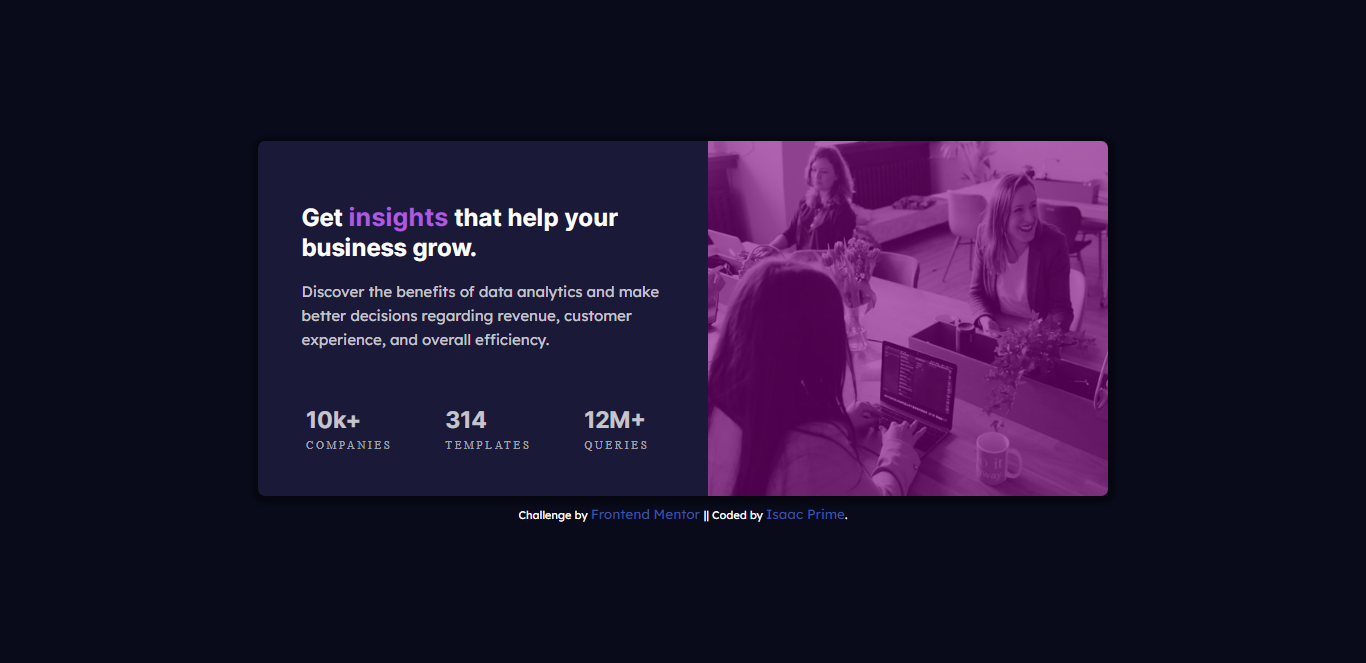 Get insights that help your
business grow.
Discover the benefits of data analytics and make
better decisions regarding revenue, customer
experience, and overall efficiency.
10k+ 314 12M+
COMPANIES TEMPLATES QUERIES
Challenge by Frontend Mentor || Coded by Isaac Prime.